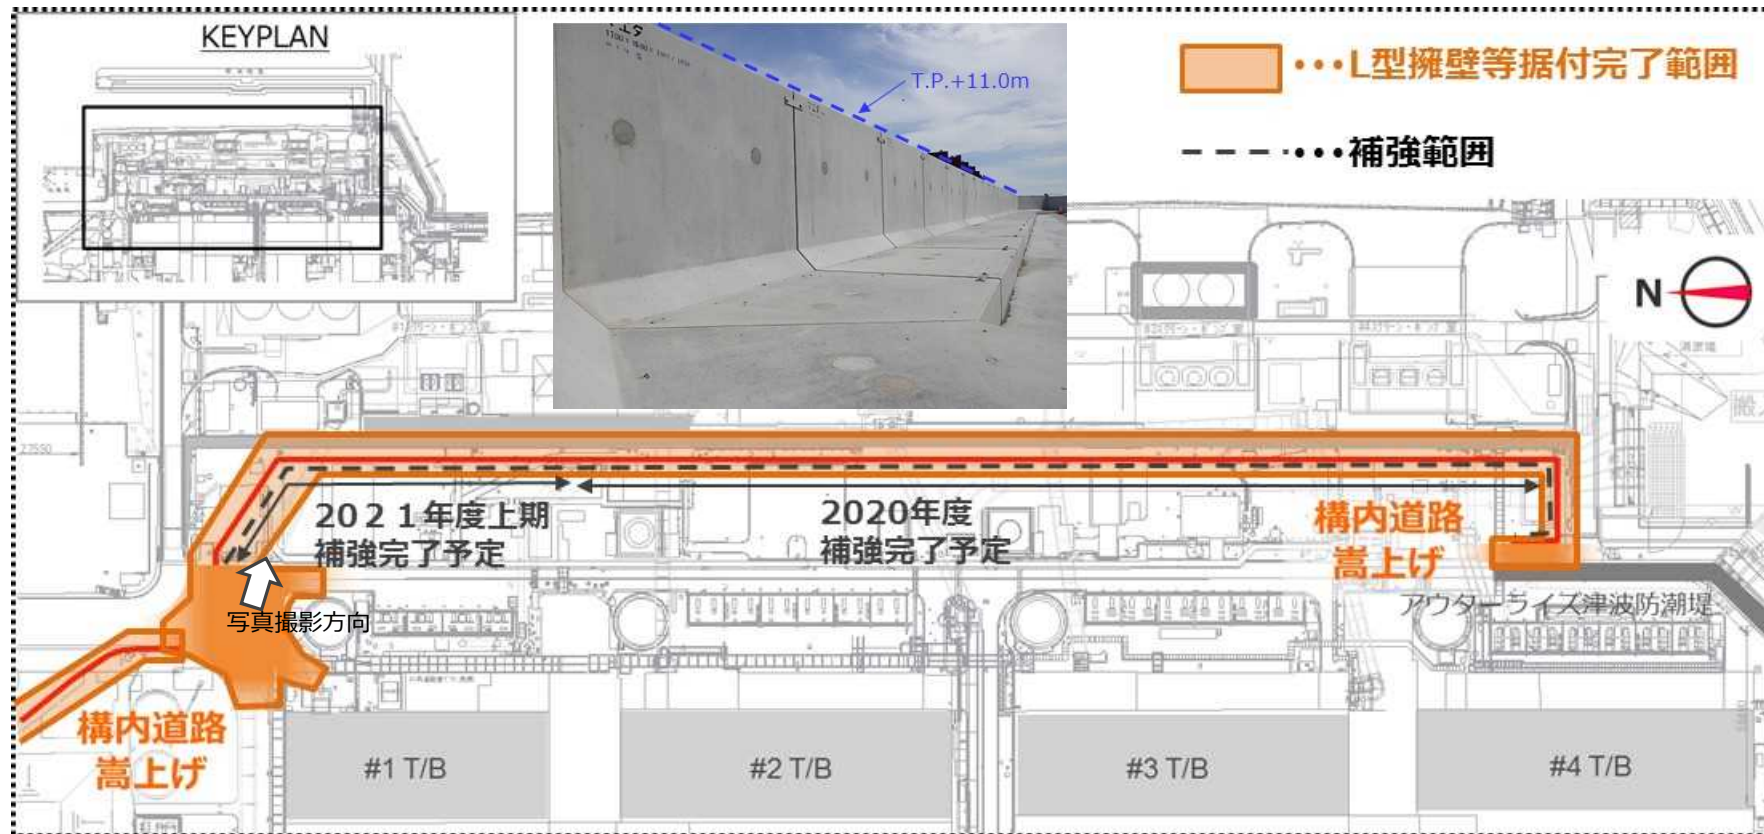 KEYPLAN
T.P.+11.0m
・・・L型擁壁等据付完了範囲
・・・補強範囲
N
27550
2021年度上期
補強完了予定
2020年度
補強完了予定
構内道路
嵩上げ
写真撮影方向
アウターライズ津波防潮堤
構内道路
嵩上げ
#1 T/B
#2 T/B
#3 T/B
#4 T/B